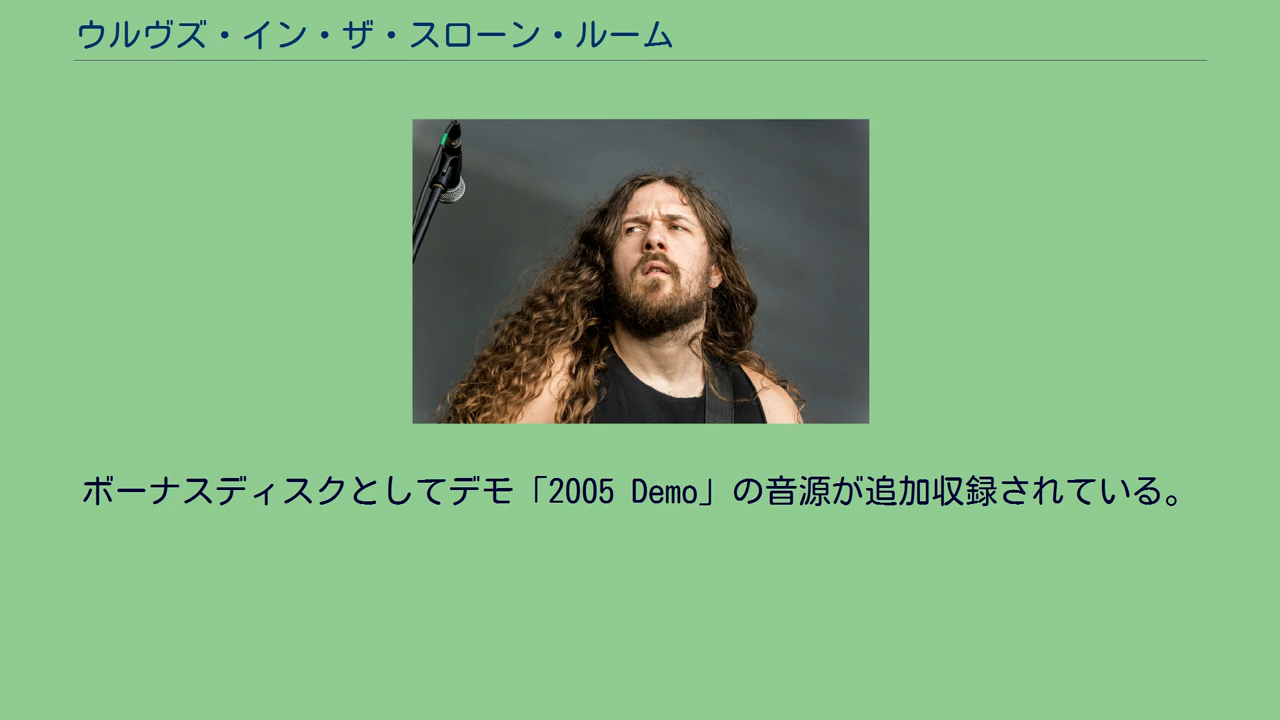 ウルヴズ・イン・ザ・スローン・ルーム
ボーナスディスクとしてデモ「2005 Demo」の音源が追加収録されている。